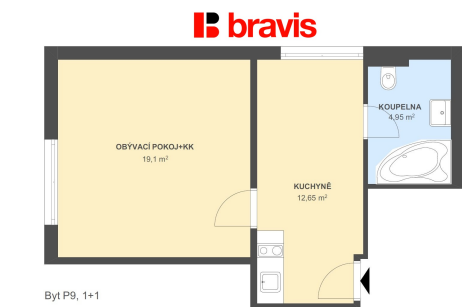 bravis
OBÝVACÍ POKOJ+KK
19,1 m²
KOUPELNA
4,95 m²
KUCHYNĚ
12,65 m²
Byt P9, 1+1